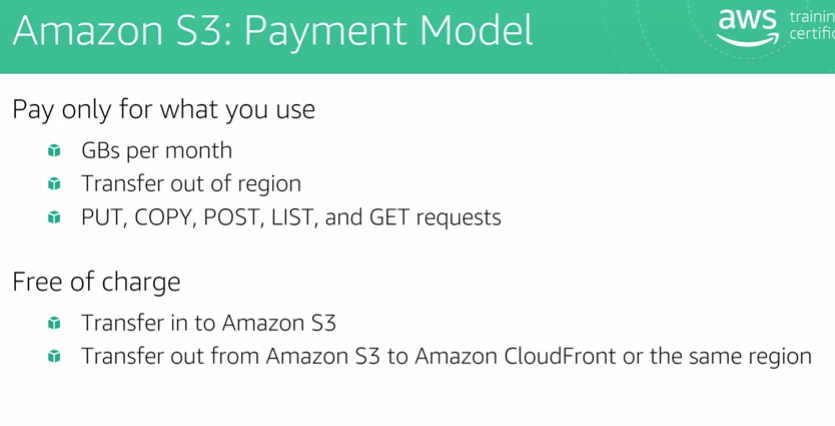 Amazon S3: Payment Model
aws
Pay only for what you use
GBs per month
Transfer out of region
PUT, COPY, POST, LIST, and GET requests
Free of charge
Transfer in to Amazon S3
Transfer out from Amazon S3 to Amazon CloudFront or the same region